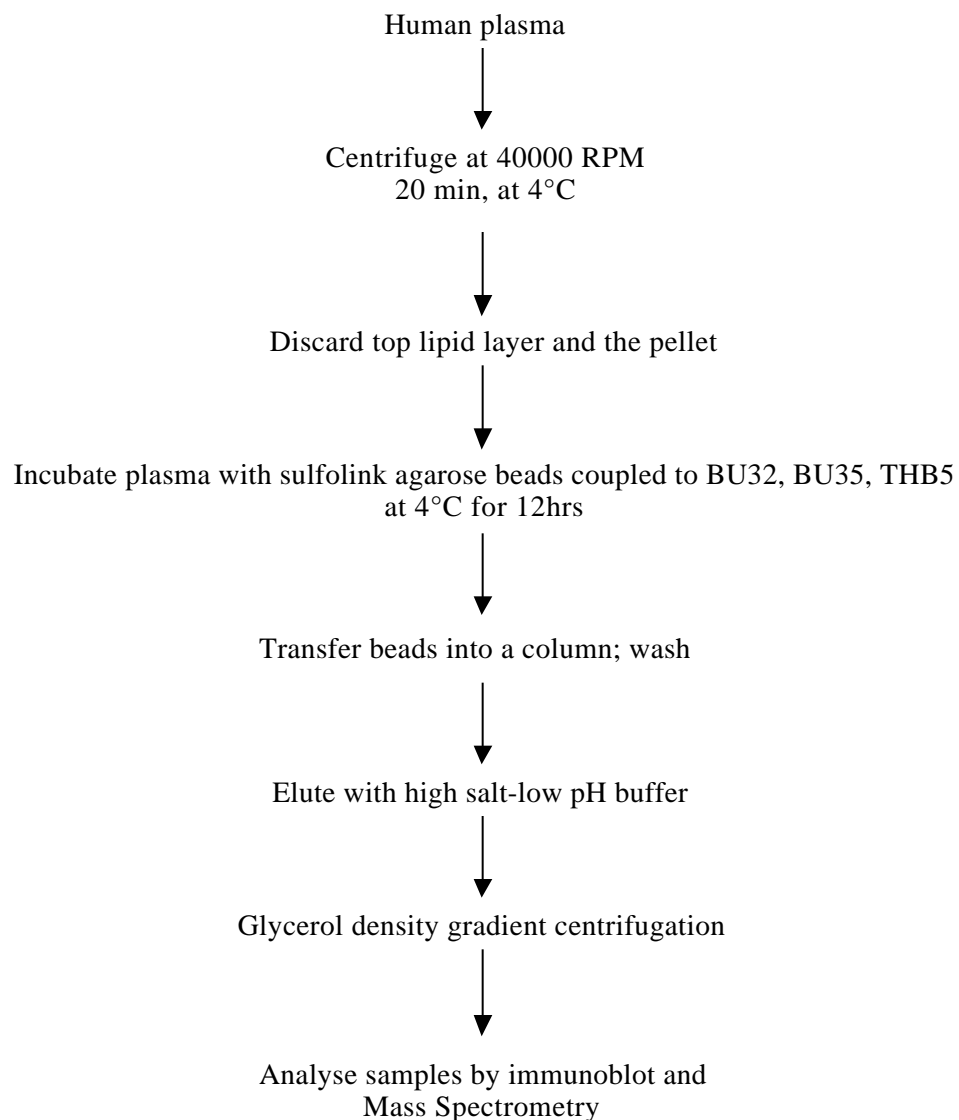 Human plasma
Centrifuge at 40000 RPM
20 min, at 4°C
Discard top lipid layer and the pellet
Incubate plasma with sulfolink agarose beads coupled to BU32, BU35, THB5
at 4°C for 12hrs
Transfer beads into a column; wash
Elute with high salt-low pH buffer
Glycerol density gradient centrifugation
Analyse samples by immunoblot and
Mass Spectrometry